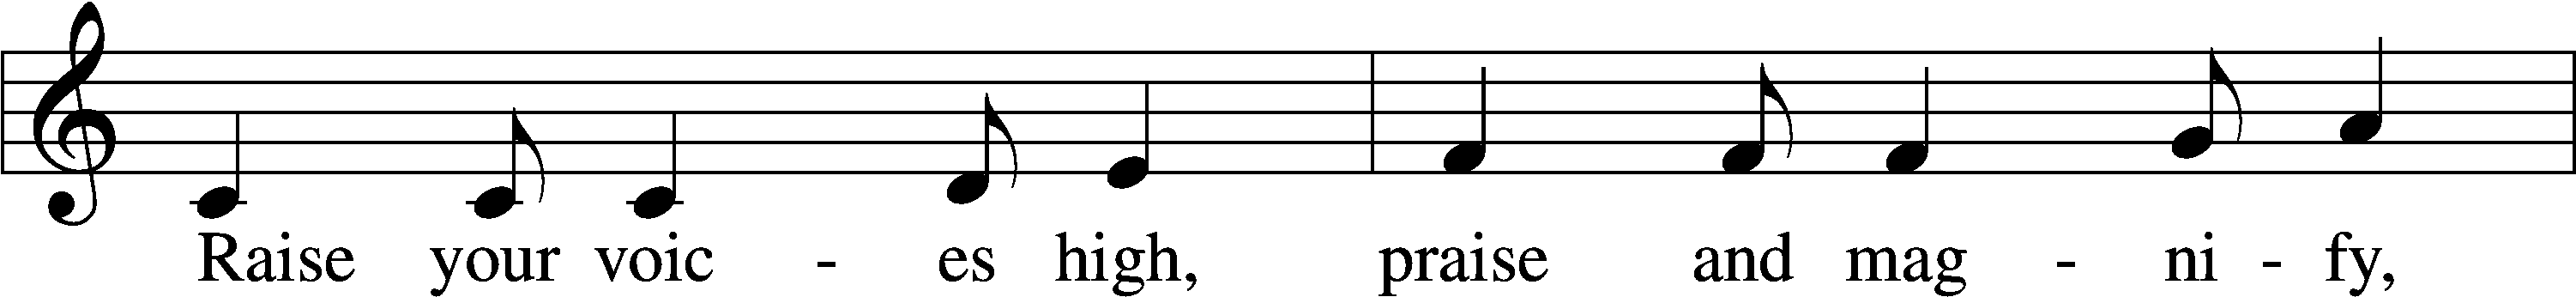 Raise your voic - es high, praise and mag - ni - fy,